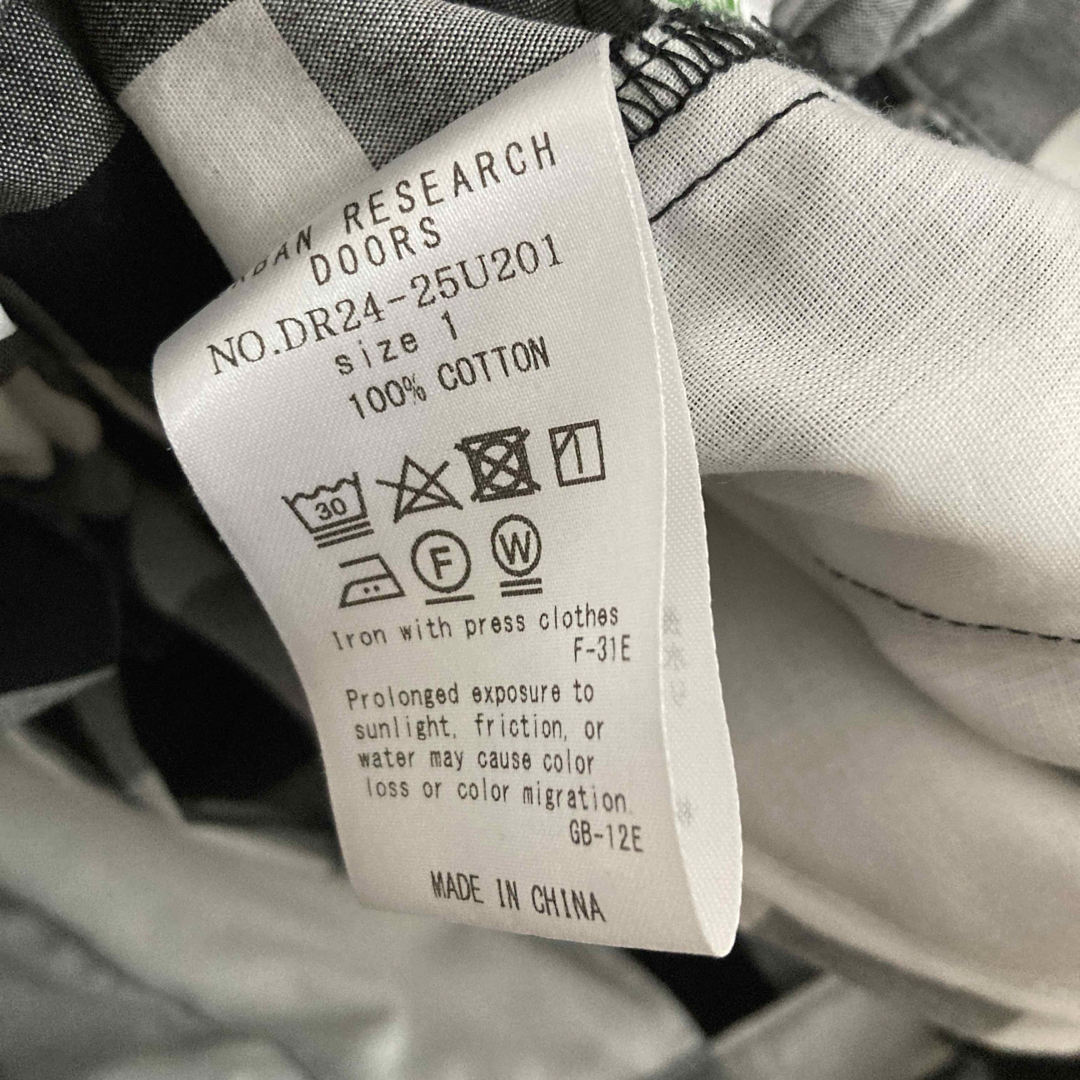 RESEARCH
DOORS
NO.DR24-25U201
size 1
100% COTTON
30
F W
Iron with press clothes
F-31E
Prolonged exposure to
sunlight, friction, or
water may cause color
loss or color migration.
GB-12E
MADE IN CHINA